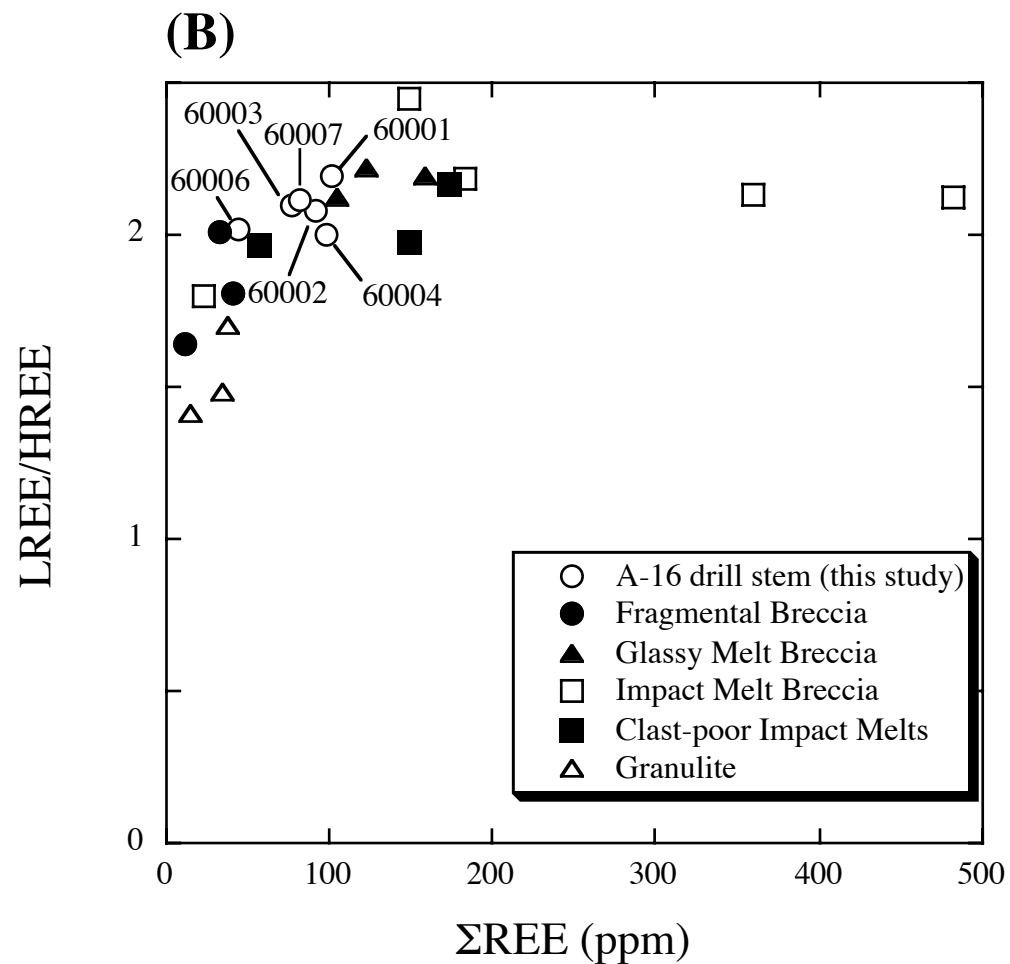 (B)
60003
60007
60001
60006
60002
60004
LREE/HREE
2
1
0
A-16 drill stem (this study)
Fragmental Breccia
Glassy Melt Breccia
Impact Melt Breccia
Clast-poor Impact Melts
Granulite
0 100 200 300 400 500
ΣREE (ppm)